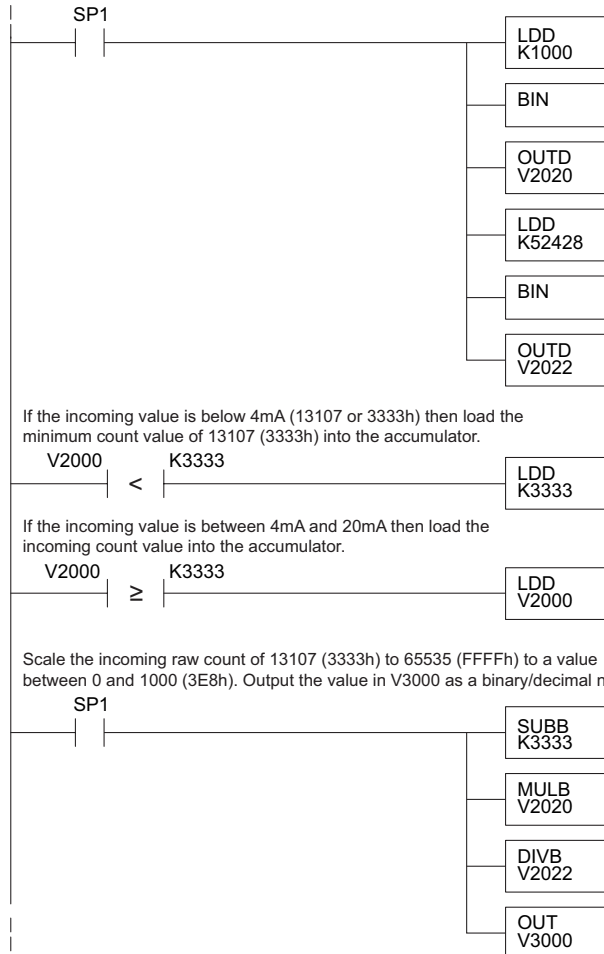 SP1
LDD
K1000
BIN
OUTD
V2020
LDD
K52428
BIN
OUTD
V2022
If the incoming value is below 4mA (13107 or 3333h) then load the
minimum count value of 13107 (3333h) into the accumulator.
V2000 K3333
<
LDD
K3333
If the incoming value is between 4mA and 20mA then load the
incoming count value into the accumulator.
V2000 K3333
≥
LDD
V2000
Scale the incoming raw count of 13107 (3333h) to 65535 (FFFFh) to a value
between 0 and 1000 (3E8h). Output the value in V3000 as a binary/decimal
SP1
SUBB
K3333
MULB
V2020
DIVB
V2022
OUT
V3000